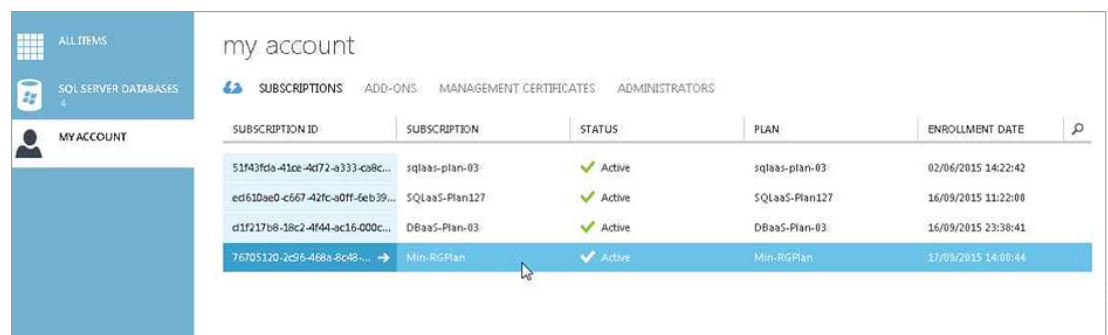 ALL ITEMS
SQL SERVER DATABASES
4
MY ACCOUNT
my account
SUBSCRIPTIONS ADD-ONS MANAGEMENT CERTIFICATES ADMINISTRATORS
SUBSCRIPTION ID SUBSCRIPTION STATUS PLAN ENROLLMENT DATE
51f43fda-41ce-4d72-a333-ca8c... sqlaas-plan-03 Active sqlaas-plan-03 02/06/2015 14:22:42
ed610ae0-c667-42fc-a0ff-6eb39... SQLaaS-Plan127 Active SQLaaS-Plan127 16/09/2015 11:22:08
d1f217b8-18c2-4f44-ac16-000c... DBaaS-Plan-03 Active DBaaS-Plan-03 16/09/2015 23:38:41
76705120-2c96-468a-8c48-... Min-RGPlan Active Min-RGPlan 17/09/2015 14:00:44